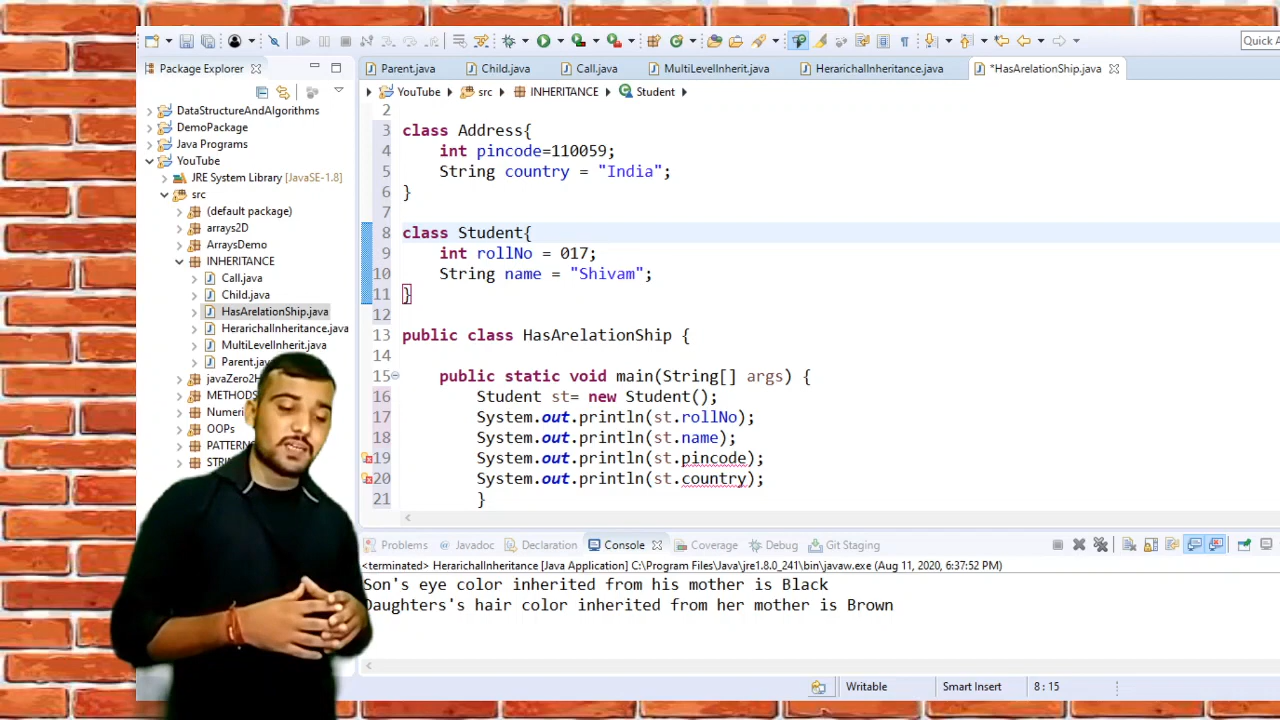 Quick A
Package Explorer
Parent.java
Child.java
Call.java
MultiLevelInherit.java
HerarichalInheritance.java
*HasArelationShip.java
YouTube
src
INHERITANCE
Student
DataStructureAndAlgorithms
DemoPackage
Java Programs
YouTube
JRE System Library [JavaSE-1.8]
src
(default package)
arrays2D
ArraysDemo
INHERITANCE
Call.java
Child.java
HasArelationShip.java
HerarichalInheritance.java
MultiLevelInherit.java
Parent.java
javaZero2H
METHODS
Numeri
OOPs
PATTERN
STRI
2
3 class Address{
4 int pincode=110059;
5 String country = "India";
6 }
7
8 class Student{
9 int rollNo = 017;
10 String name = "Shivam";
11 }
12
13 public class HasArelationShip {
14
15 public static void main(String[] args) {
16 Student st= new Student();
17 System.out.println(st.rollNo);
18 System.out.println(st.name);
19 System.out.println(st.pincode);
20 System.out.println(st.country);
21 }
Problems
@ Javadoc
Declaration
Console
Coverage
Debug
Git Staging
<terminated> HerarichalInheritance [Java Application] C:\Program Files\Java\jre1.8.0_241\bin\javaw.exe (Aug 11, 2020, 6:37:52 PM)
Son's eye color inherited from his mother is Black
Daughters's hair color inherited from her mother is Brown
Writable
Smart Insert
8 : 15